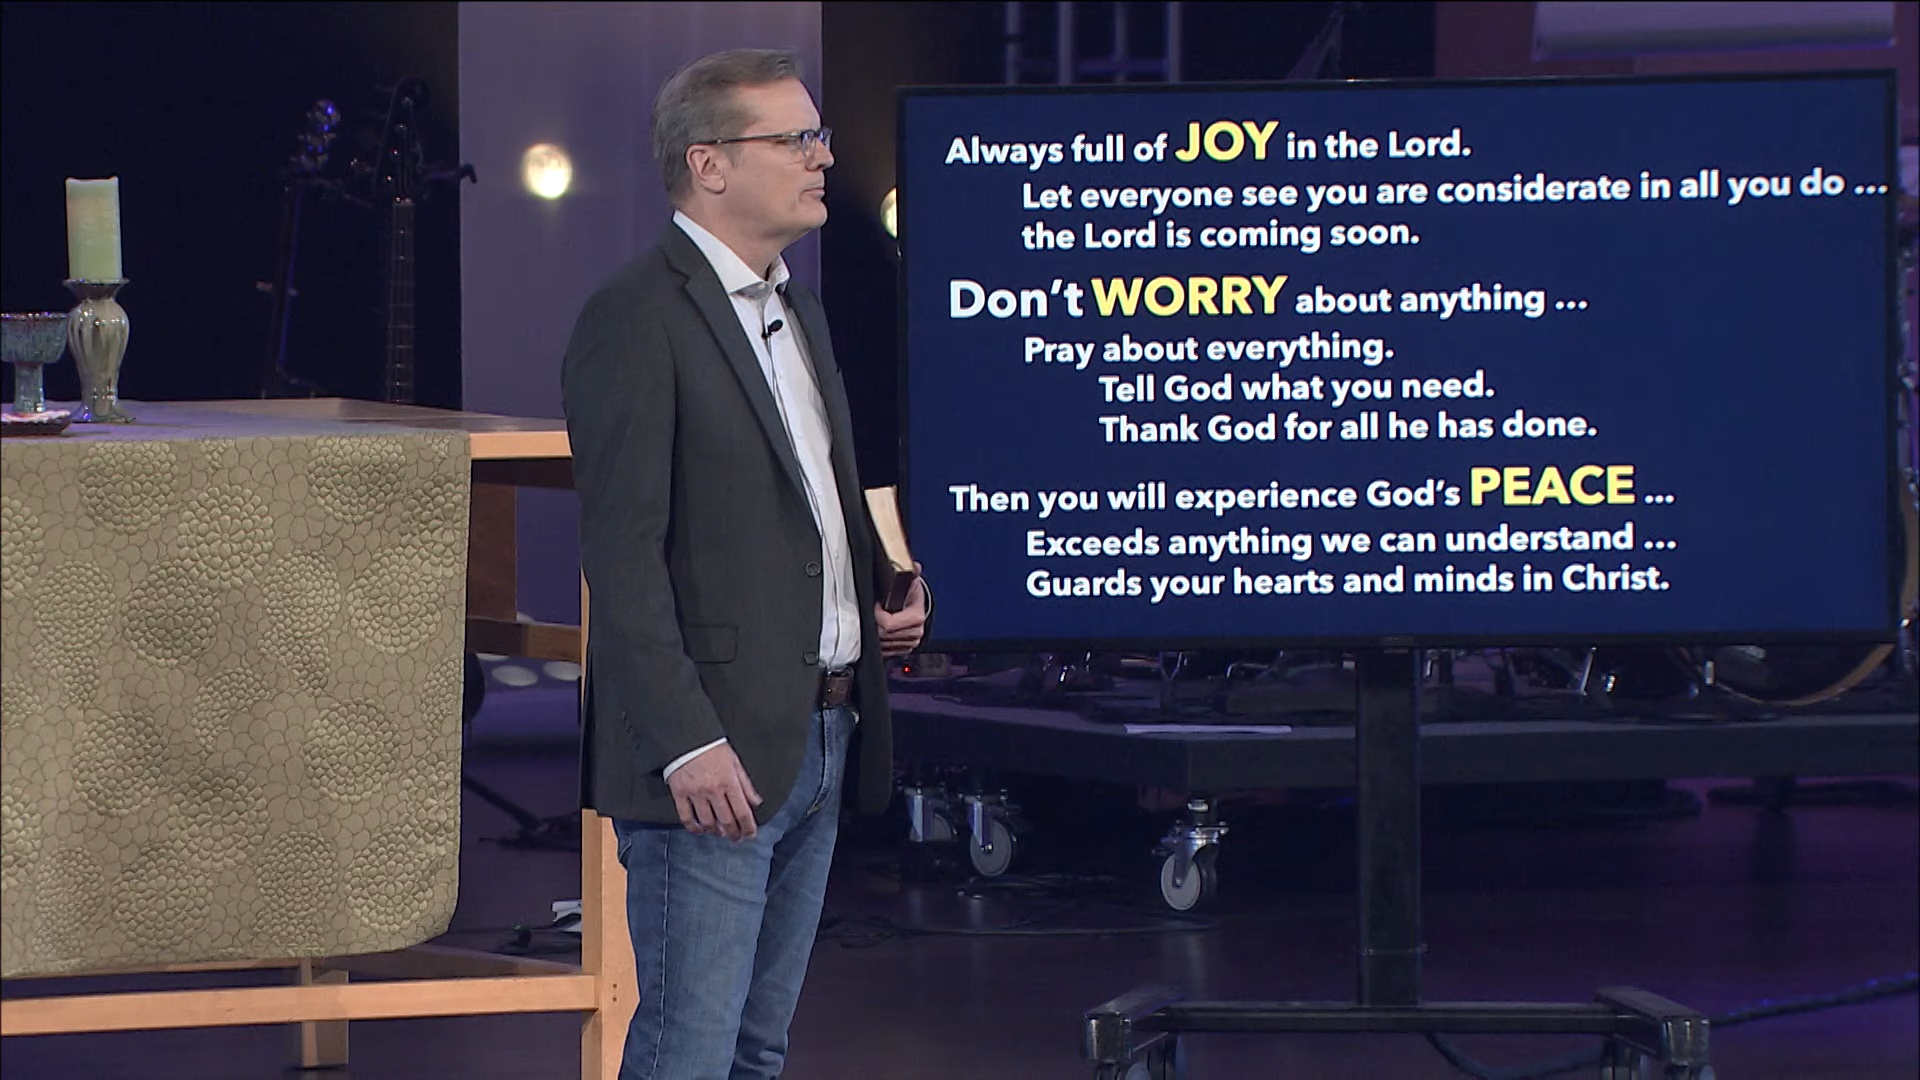 Always full of JOY in the Lord.
Let everyone see you are considerate in all you do ...
the Lord is coming soon.
Don't WORRY about anything ...
Pray about everything.
Tell God what you need.
Thank God for all he has done.
Then you will experience God's PEACE ...
Exceeds anything we can understand ...
Guards your hearts and minds in Christ.